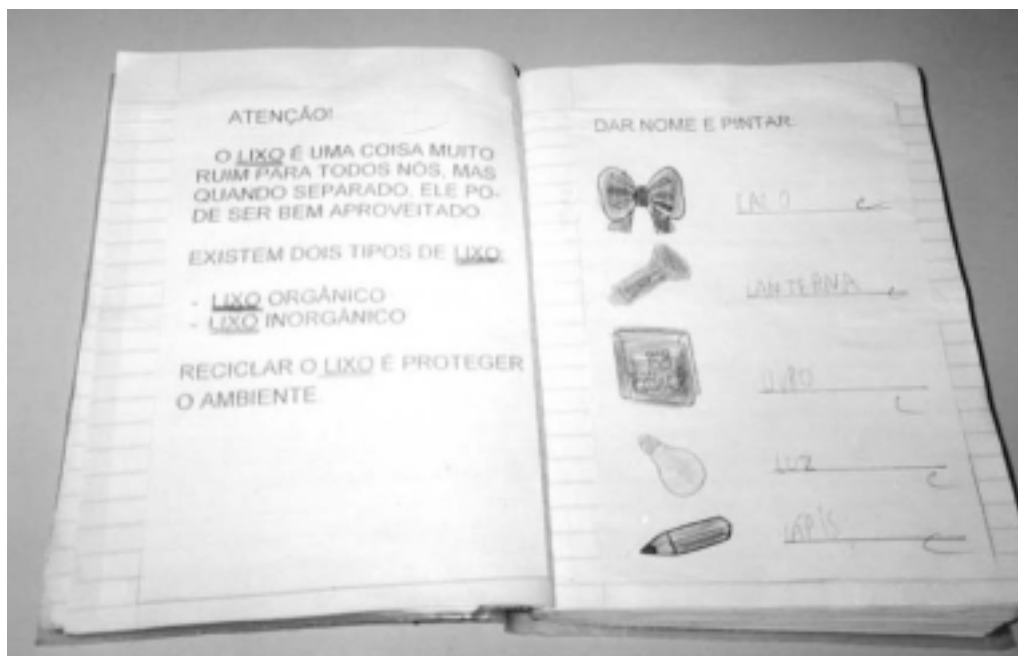 ATENÇÃO!
O LIXO É UMA COISA MUITO
RUIM PARA TODOS NÓS, MAS
QUANDO SEPARADO, ELE PO-
DE SER BEM APROVEITADO.
EXISTEM DOIS TIPOS DE LIXO:
- LIXO ORGÂNICO
- LIXO INORGÂNICO
RECICLAR O LIXO É PROTEGER
O AMBIENTE.
DAR NOME E PINTAR:
LANTERNA
LUZ
LÁPIS